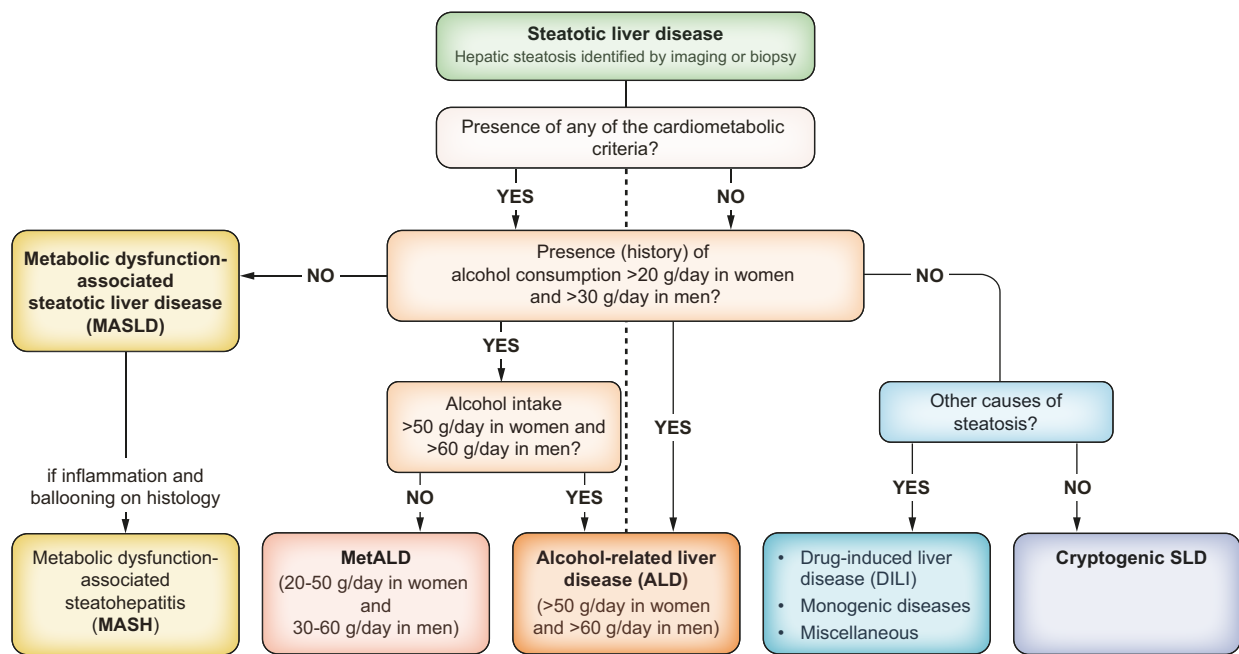 Steatotic liver disease
Hepatic steatosis identified by imaging or biopsy
Presence of any of the cardiometabolic
criteria?
YES
NO
Metabolic dysfunction-
associated
steatotic liver disease
(MASLD)
NO
Presence (history) of
alcohol consumption >20 g/day in women
and >30 g/day in men?
NO
YES
Alcohol intake
>50 g/day in women and
>60 g/day in men?
YES
Other causes of
steatosis?
if inflammation and
ballooning on histology
NO
YES
YES
NO
Metabolic dysfunction-
associated
steatohepatitis
(MASH)
MetALD
(20-50 g/day in women
and
30-60 g/day in men)
Alcohol-related liver
disease (ALD)
(>50 g/day in women
and >60 g/day in men)
• Drug-induced liver
disease (DILI)
• Monogenic diseases
• Miscellaneous
Cryptogenic SLD